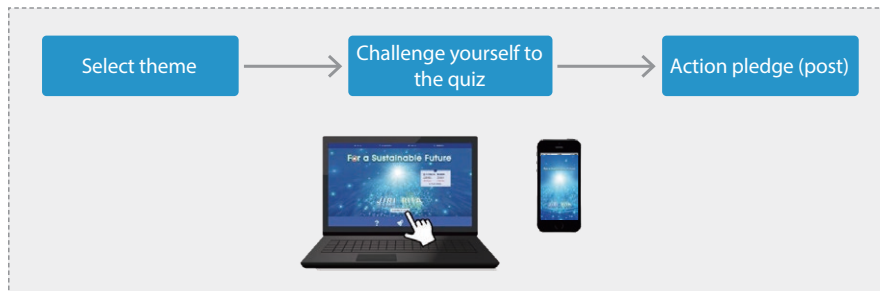 Select theme
Challenge yourself to
the quiz
Action pledge (post)
For a Sustainable Future